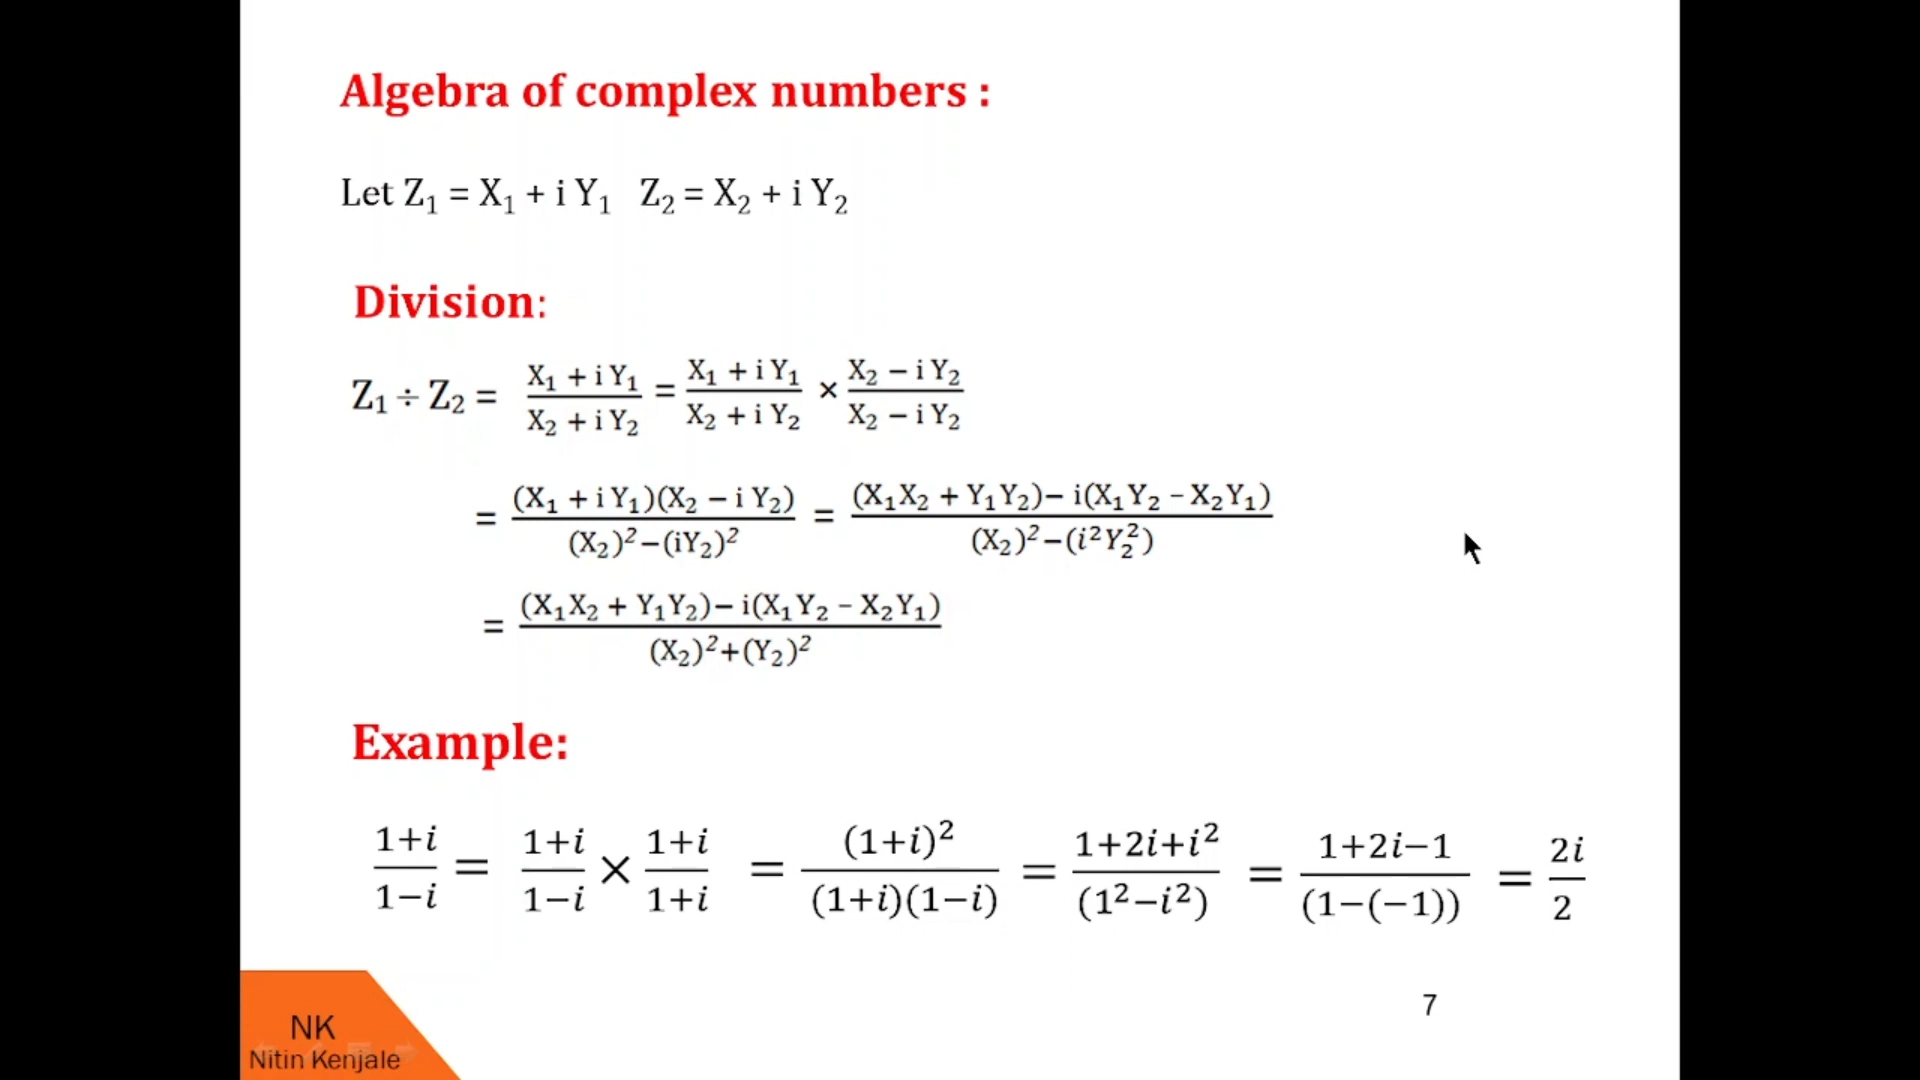 Algebra of complex numbers :
Let Z₁ = X₁ + i Y₁ Z₂ = X₂ + i Y₂
Division:
Z₁ ÷ Z₂ = (X₁ + i Y₁)/(X₂ + i Y₂) = (X₁ + i Y₁)/(X₂ + i Y₂) × (X₂ − i Y₂)/(X₂ − i Y₂)
= ((X₁ + i Y₁)(X₂ − i Y₂))/((X₂)²−(iY₂)²) = ((X₁X₂ + Y₁Y₂)− i(X₁Y₂ − X₂Y₁))/((X₂)²−(i²Y₂²))
= ((X₁X₂ + Y₁Y₂)− i(X₁Y₂ − X₂Y₁))/((X₂)²+(Y₂)²)
Example:
(1+i)/(1−i) = (1+i)/(1−i) × (1+i)/(1+i) = (1+i)²/((1+i)(1−i)) = (1+2i+i²)/(1²−i²) = (1+2i−1)/(1−(−1)) = 2i/2
7
NK
Nitin Kenjale